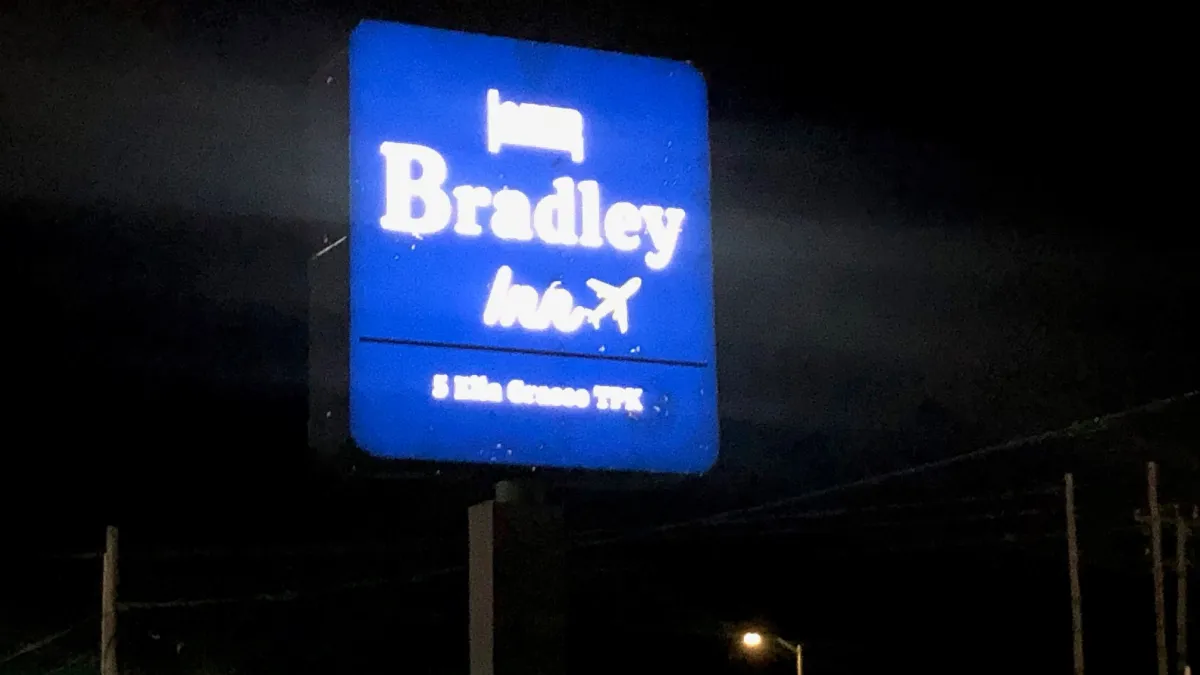 Bradley
Inn
5 Ella Grasso TPK